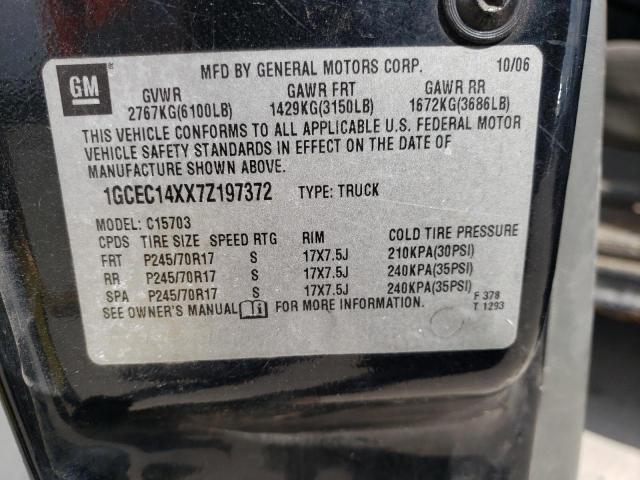 GM ®
MFD BY GENERAL MOTORS CORP. 10/06
GVWR GAWR FRT GAWR RR
2767KG(6100LB) 1429KG(3150LB) 1672KG(3686LB)
THIS VEHICLE CONFORMS TO ALL APPLICABLE U.S. FEDERAL MOTOR
VEHICLE SAFETY STANDARDS IN EFFECT ON THE DATE OF
MANUFACTURE SHOWN ABOVE.
1GCEC14XX7Z197372 TYPE: TRUCK
MODEL: C15703
CPDS TIRE SIZE SPEED RTG RIM COLD TIRE PRESSURE
FRT P245/70R17 S 17X7.5J 210KPA(30PSI)
RR P245/70R17 S 17X7.5J 240KPA(35PSI)
SPA P245/70R17 S 17X7.5J 240KPA(35PSI)
SEE OWNER'S MANUAL i FOR MORE INFORMATION. F 378
T 1293